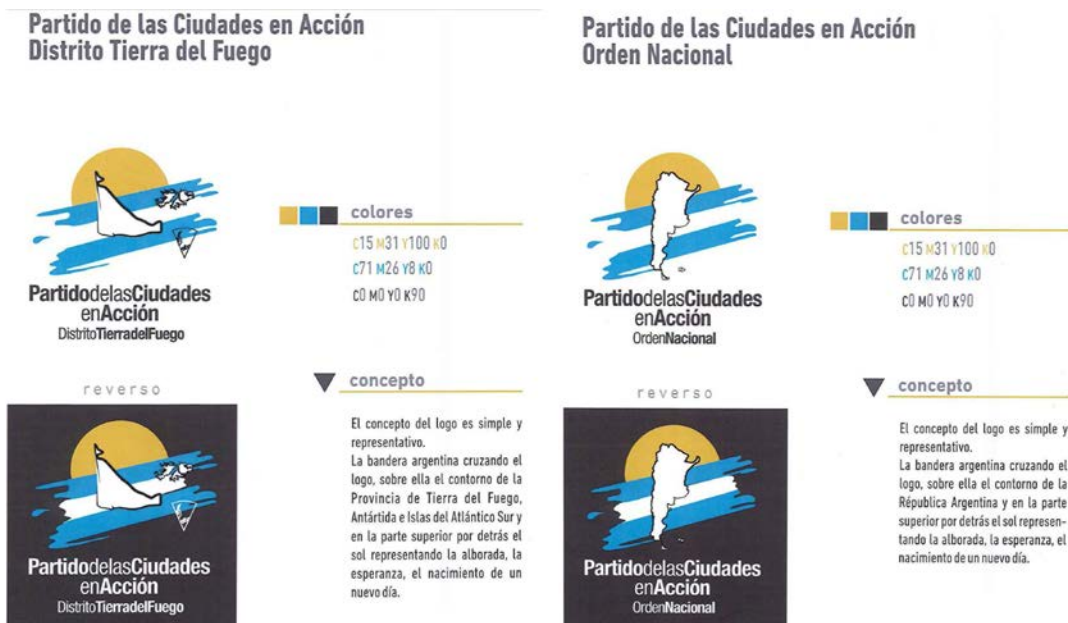 Partido de las Ciudades en Acción
Distrito Tierra del Fuego
PartidodelasCiudades
enAcción
DistritoTierradelFuego
colores
C15 M31 Y100 K0
C71 M26 Y8 K0
C0 M0 Y0 K90
reverso
PartidodelasCiudades
enAcción
DistritoTierradelFuego
concepto
El concepto del logo es simple y
representativo.
La bandera argentina cruzando el
logo, sobre ella el contorno de la
Provincia de Tierra del Fuego,
Antártida e Islas del Atlántico Sur y
en la parte superior por detrás el
sol representando la alborada, la
esperanza, el nacimiento de un
nuevo día.
Partido de las Ciudades en Acción
Orden Nacional
PartidodelasCiudades
enAcción
OrdenNacional
colores
C15 M31 Y100 K0
C71 M26 Y8 K0
C0 M0 Y0 K90
reverso
PartidodelasCiudades
enAcción
OrdenNacional
concepto
El concepto del logo es simple y
representativo.
La bandera argentina cruzando el
logo, sobre ella el contorno de la
Républica Argentina y en la parte
superior por detrás el sol represen-
tando la alborada, la esperanza, el
nacimiento de un nuevo día.